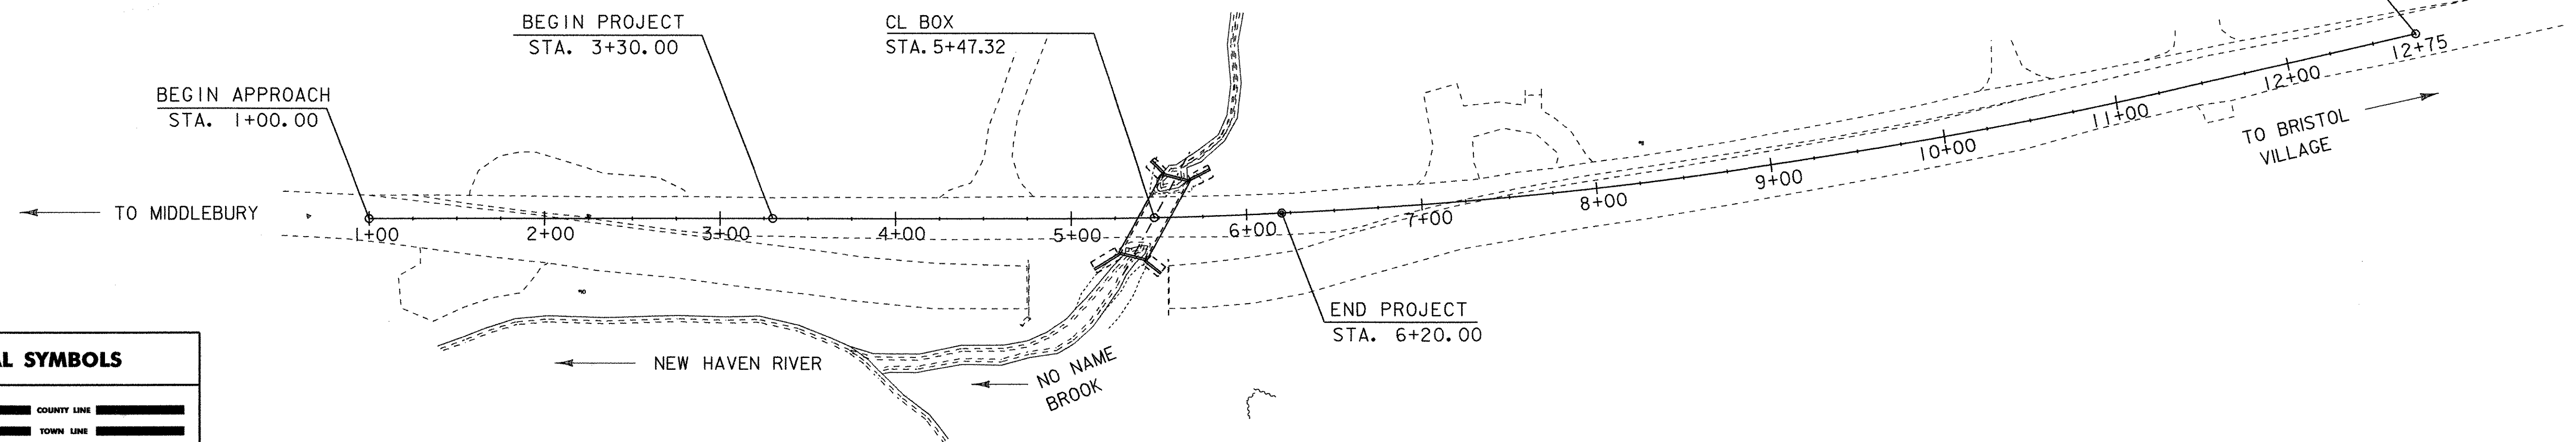 BEGIN APPROACH
STA. 1+00.00
BEGIN PROJECT
STA. 3+30.00
CL BOX
STA. 5+47.32
TO MIDDLEBURY
1+00
2+00
3+00
4+00
5+00
6+00
7+00
8+00
9+00
10+00
11+00
12+00
12+75
TO BRISTOL
VILLAGE
END PROJECT
STA. 6+20.00
NEW HAVEN RIVER
NO NAME
BROOK
AL SYMBOLS
COUNTY LINE
TOWN LINE